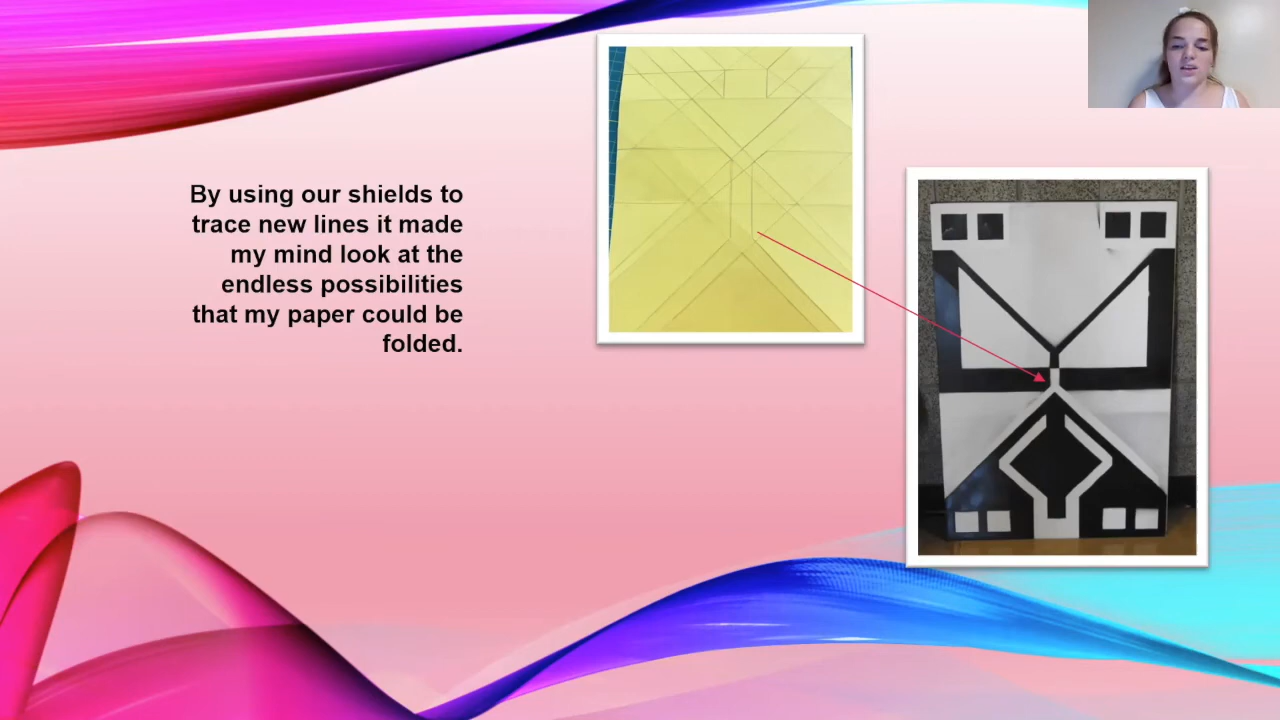 By using our shields to
trace new lines it made
my mind look at the
endless possibilities
that my paper could be
folded.